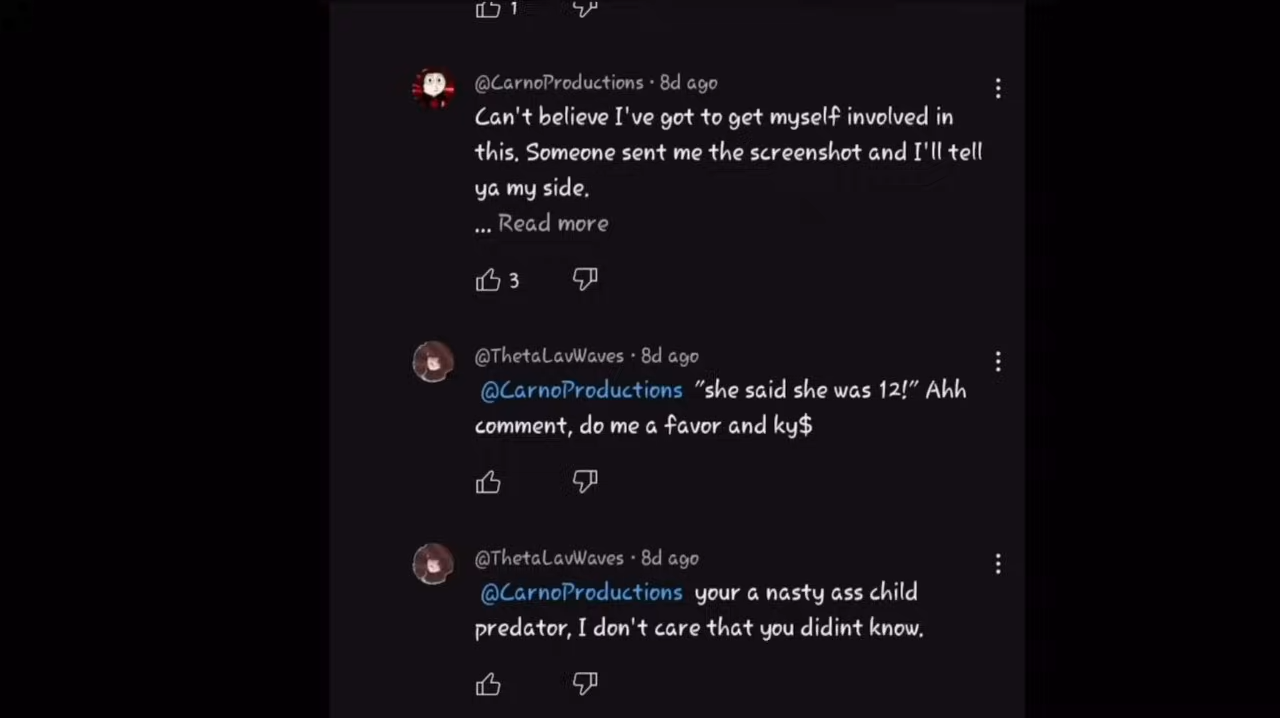 1
@CarnoProductions · 8d ago
Can't believe I've got to get myself involved in
this. Someone sent me the screenshot and I'll tell
ya my side.
... Read more
3
@ThetaLavWaves · 8d ago
@CarnoProductions "she said she was 12!" Ahh
comment, do me a favor and ky$
@ThetaLavWaves · 8d ago
@CarnoProductions your a nasty ass child
predator, I don't care that you didint know.